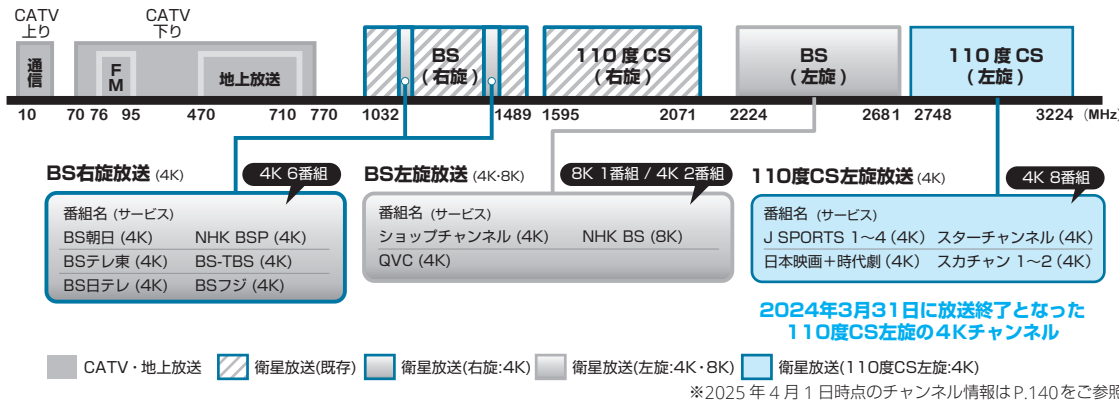 CATV
上り
CATV
下り
通信
FM
地上放送
BS
(右旋)
110度CS
(右旋)
BS
(左旋)
110度CS
(左旋)
10 70 76 95 470 710 770 1032 1489 1595 2071 2224 2681 2748 3224 (MHz)
BS右旋放送 (4K) 4K 6番組
番組名 (サービス)
BS朝日 (4K) NHK BSP (4K)
BSテレ東 (4K) BS-TBS (4K)
BS日テレ (4K) BSフジ (4K)
BS左旋放送 (4K・8K) 8K 1番組 / 4K 2番組
番組名 (サービス)
ショップチャンネル (4K) NHK BS (8K)
QVC (4K)
110度CS左旋放送 (4K) 4K 8番組
番組名 (サービス)
J SPORTS 1〜4 (4K) スターチャンネル (4K)
日本映画+時代劇 (4K) スカチャン 1〜2 (4K)
2024年3月31日に放送終了となった
110度CS左旋の4Kチャンネル
CATV・地上放送 衛星放送(既存) 衛星放送(右旋:4K) 衛星放送(左旋:4K・8K) 衛星放送(110度CS左旋:4K)
※2025年4月1日時点のチャンネル情報はP.140をご参照